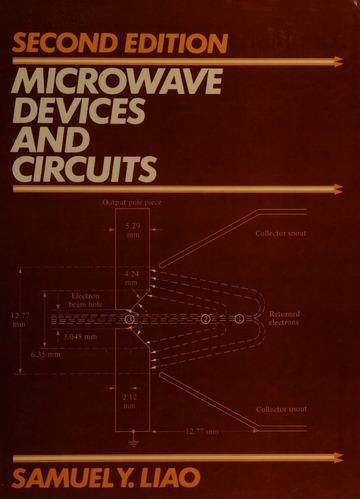 SECOND EDITION
MICROWAVE
DEVICES
AND
CIRCUITS
Output pole piece
5.29
mm
Collector snout
4.24
mm
Electron
beam hole
12.77
mm
1
2
3
Returned
electrons
3.048 mm
6.35 mm
2.12
mm
Collector snout
12.77 mm
SAMUEL Y. LIAO